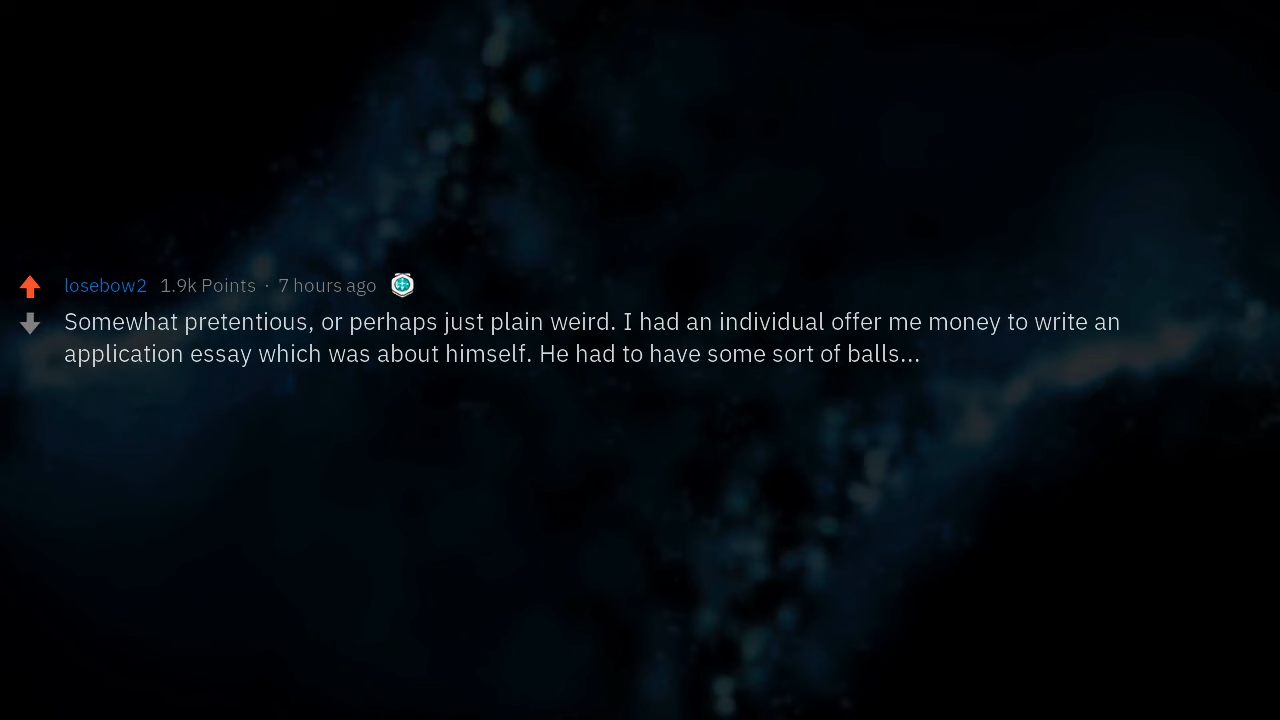 losebow2 1.9k Points · 7 hours ago
Somewhat pretentious, or perhaps just plain weird. I had an individual offer me money to write an
application essay which was about himself. He had to have some sort of balls...